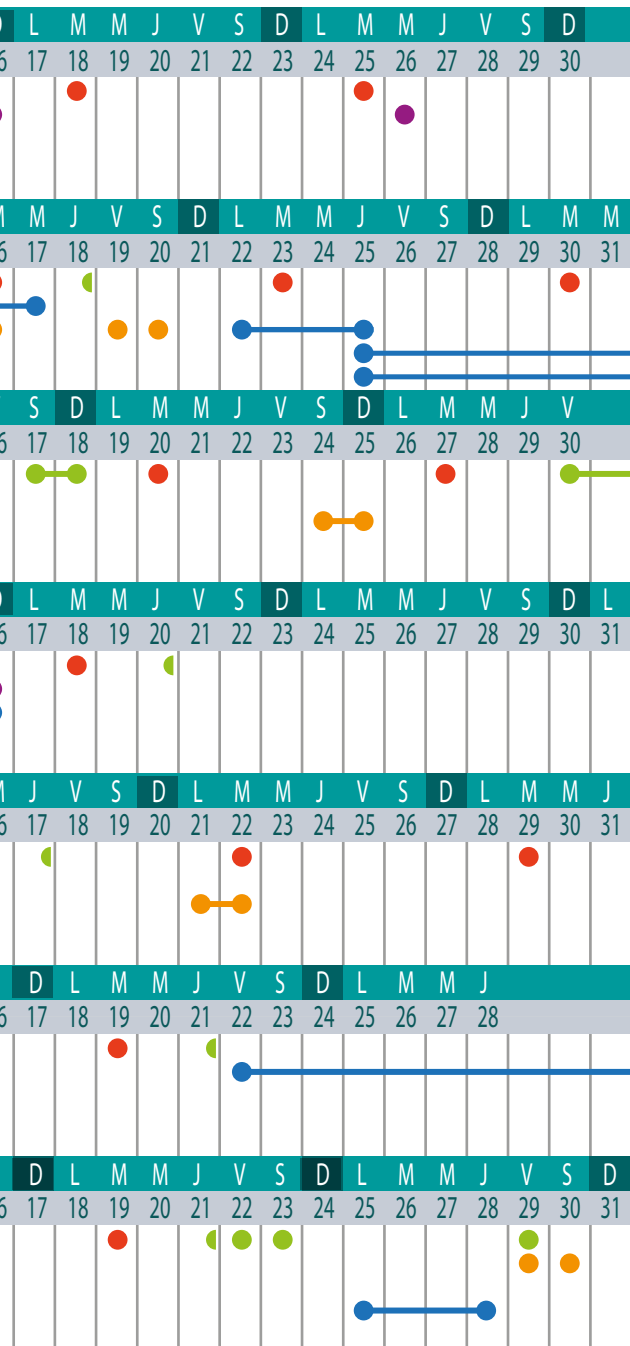 L M M J V S D L M M J V S D
6 17 18 19 20 21 22 23 24 25 26 27 28 29 30
M J V S D L M M J V S D L M M
6 17 18 19 20 21 22 23 24 25 26 27 28 29 30 31
S D L M M J V S D L M M J V
6 17 18 19 20 21 22 23 24 25 26 27 28 29 30
L M M J V S D L M M J V S D L
6 17 18 19 20 21 22 23 24 25 26 27 28 29 30 31
J V S D L M M J V S D L M M J
6 17 18 19 20 21 22 23 24 25 26 27 28 29 30 31
D L M M J V S D L M M J
6 17 18 19 20 21 22 23 24 25 26 27 28
D L M M J V S D L M M J V S D
6 17 18 19 20 21 22 23 24 25 26 27 28 29 30 31